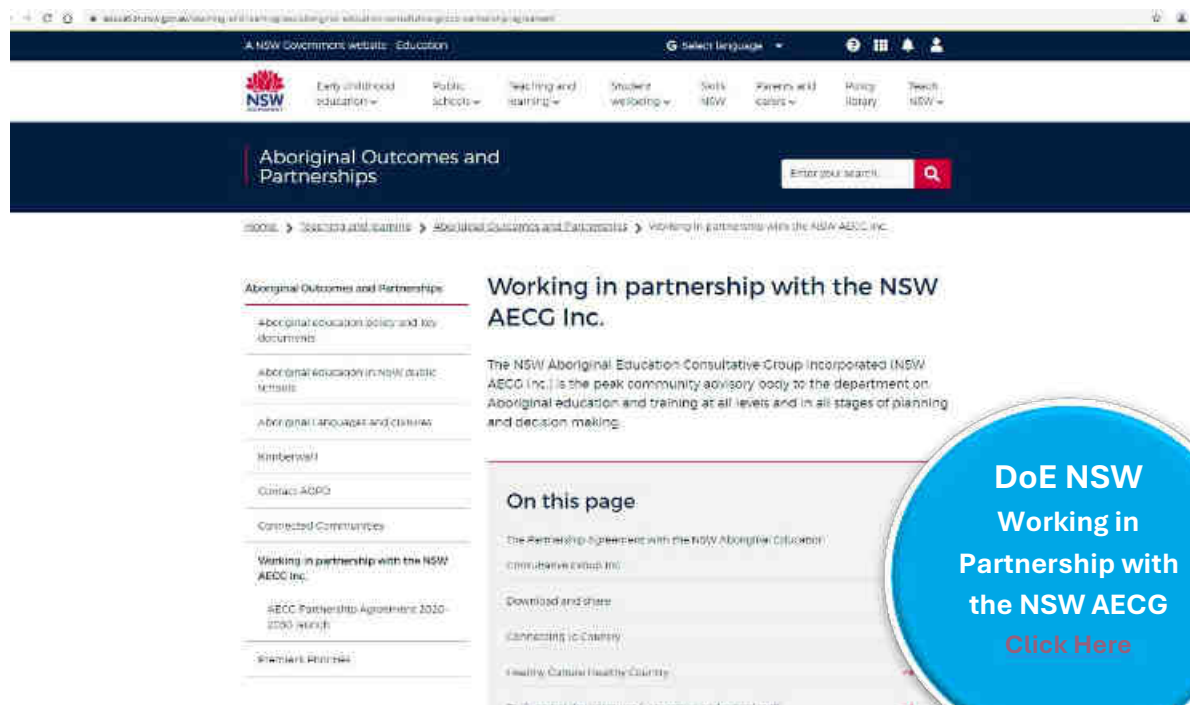 A NSW Government website Education
G Select language
NSW
Early childhood education
Public schools
Teaching and learning
Student wellbeing
Skills NSW
Parents and carers
Policy library
Teach NSW
Aboriginal Outcomes and
Partnerships
Enter your search
Home > Teaching and learning > Aboriginal Outcomes and Partnerships > Working in partnership with the NSW AECG Inc.
Aboriginal Outcomes and Partnerships
Aboriginal education policy and key
documents
Aboriginal education in NSW public
schools
Aboriginal languages and cultures
Kimberwalli
Contact AOPD
Connected Communities
Working in partnership with the NSW
AECG Inc.
AECG Partnership Agreement 2020-
2030 launch
Premier's Priorities
Working in partnership with the NSW
AECG Inc.
The NSW Aboriginal Education Consultative Group Incorporated (NSW
AECG Inc.) is the peak community advisory body to the department on
Aboriginal education and training at all levels and in all stages of planning
and decision making.
On this page
The Partnership Agreement with the NSW Aboriginal Education
Consultative Group Inc.
Download and share
Connecting to Country
Healthy Culture Healthy Country
DoE NSW
Working in
Partnership with
the NSW AECG
Click Here